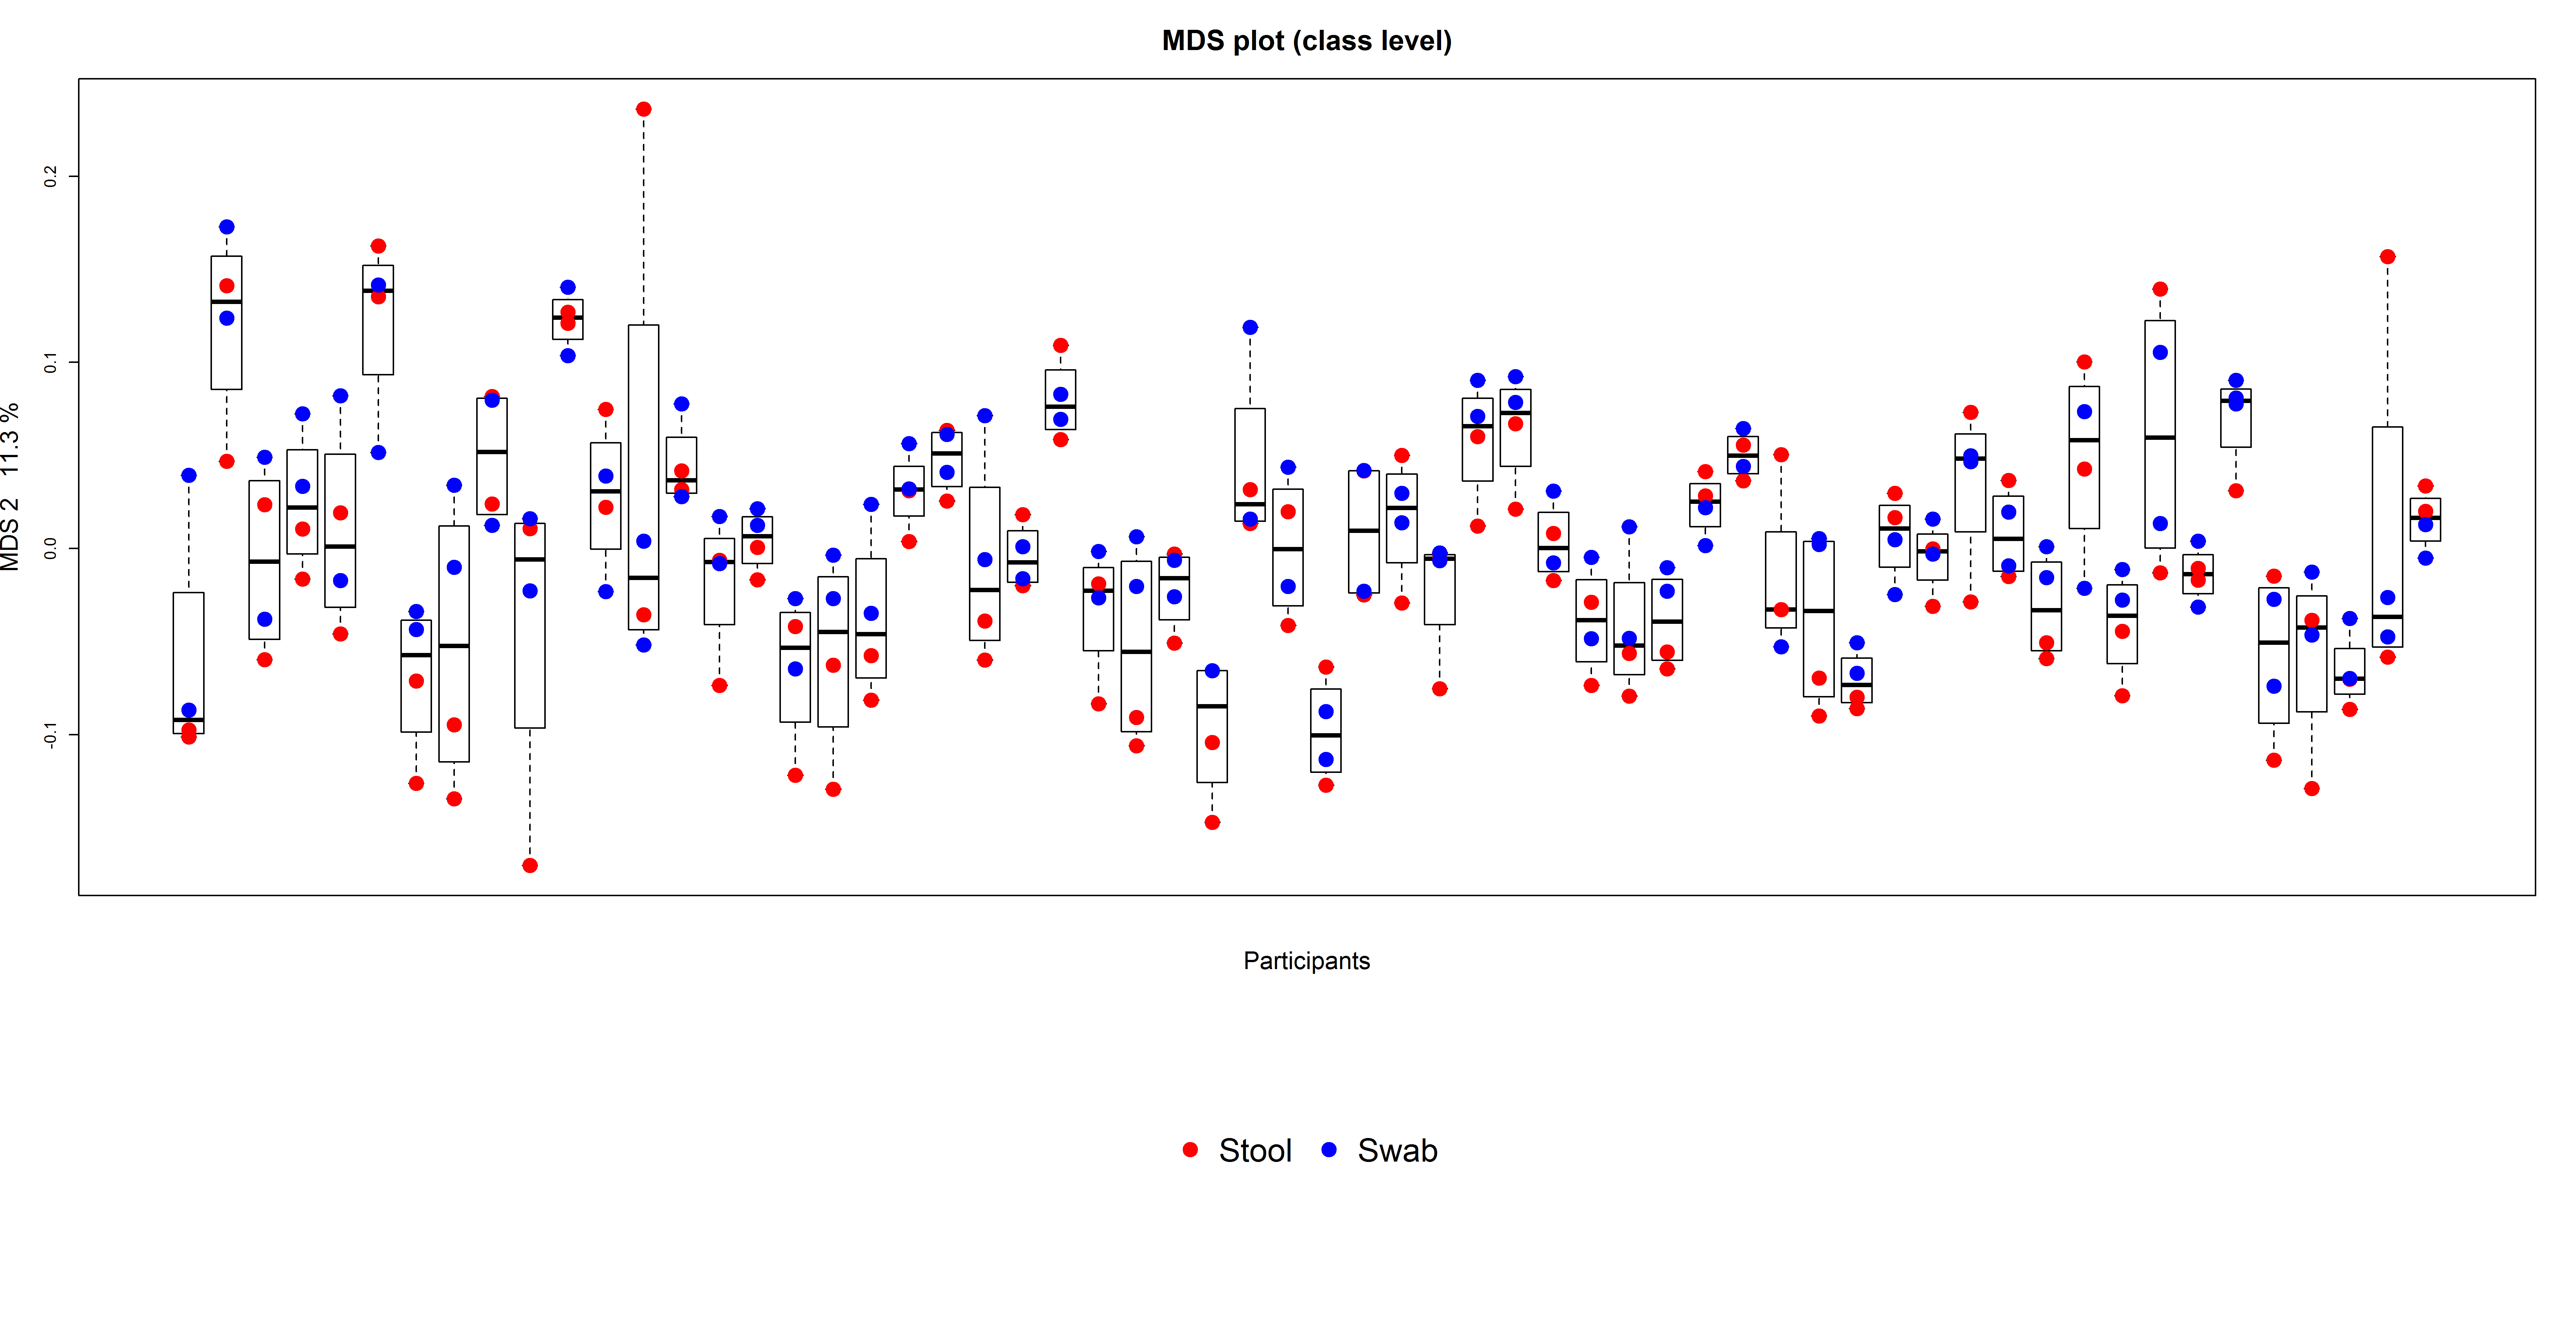 MDS plot (class level)
MDS 2 11.3 %
0.2
0.1
0.0
-0.1
Participants
Stool Swab